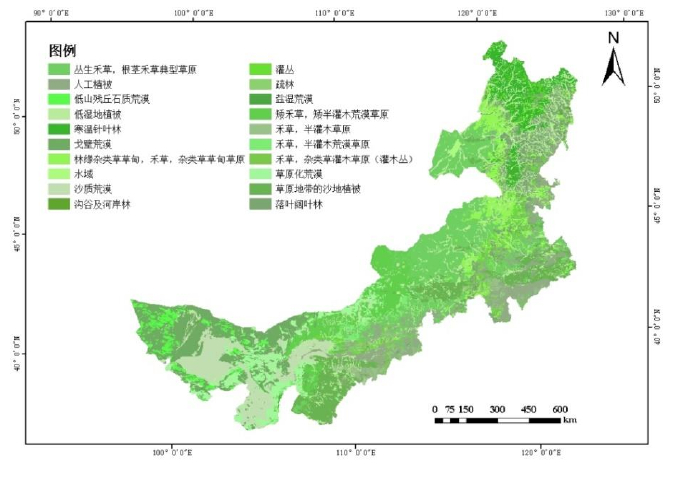 90° 0′0″E 100° 0′0″E 110° 0′0″E 120° 0′0″E 130° 0′0″E
图例
丛生禾草，根茎禾草典型草原
人工植被
低山残丘石质荒漠
低湿地植被
寒温针叶林
戈壁荒漠
林缘杂类草草甸，禾草，杂类草草甸草原
水域
沙质荒漠
沟谷及河岸林
灌丛
疏林
盐湿荒漠
矮禾草，矮半灌木荒漠草原
禾草，半灌木草原
禾草，半灌木荒漠草原
禾草，杂类草灌木草原（灌木丛）
草原化荒漠
草原地带的沙地植被
落叶阔叶林
N
50° 0′0″N
45° 0′0″N
40° 0′0″N
50° 0′0″N
45° 0′0″N
40° 0′0″N
0 75 150 300 450 600
km
100° 0′0″E 110° 0′0″E 120° 0′0″E